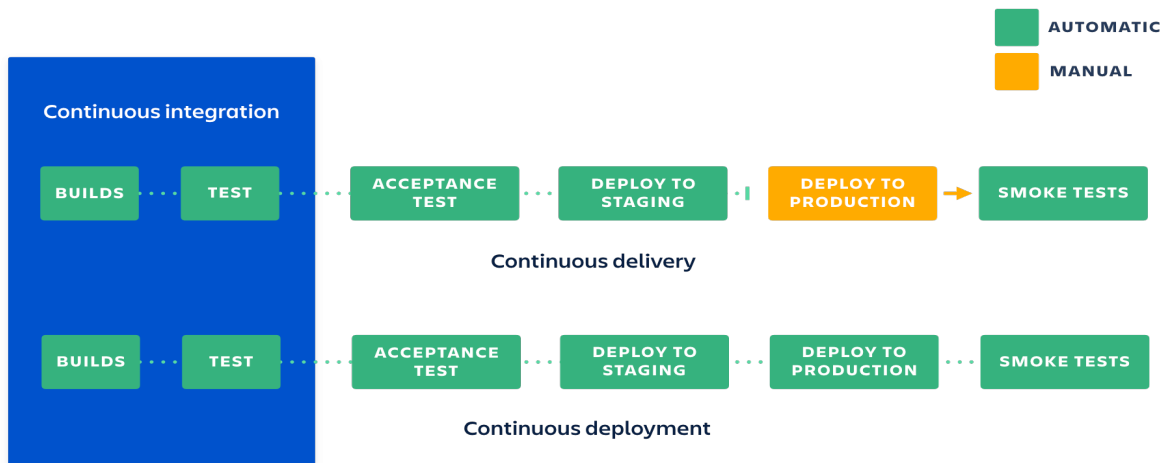 AUTOMATIC
MANUAL
Continuous integration
BUILDS
TEST
ACCEPTANCE
TEST
DEPLOY TO
STAGING
DEPLOY TO
PRODUCTION
SMOKE TESTS
Continuous delivery
BUILDS
TEST
ACCEPTANCE
TEST
DEPLOY TO
STAGING
DEPLOY TO
PRODUCTION
SMOKE TESTS
Continuous deployment